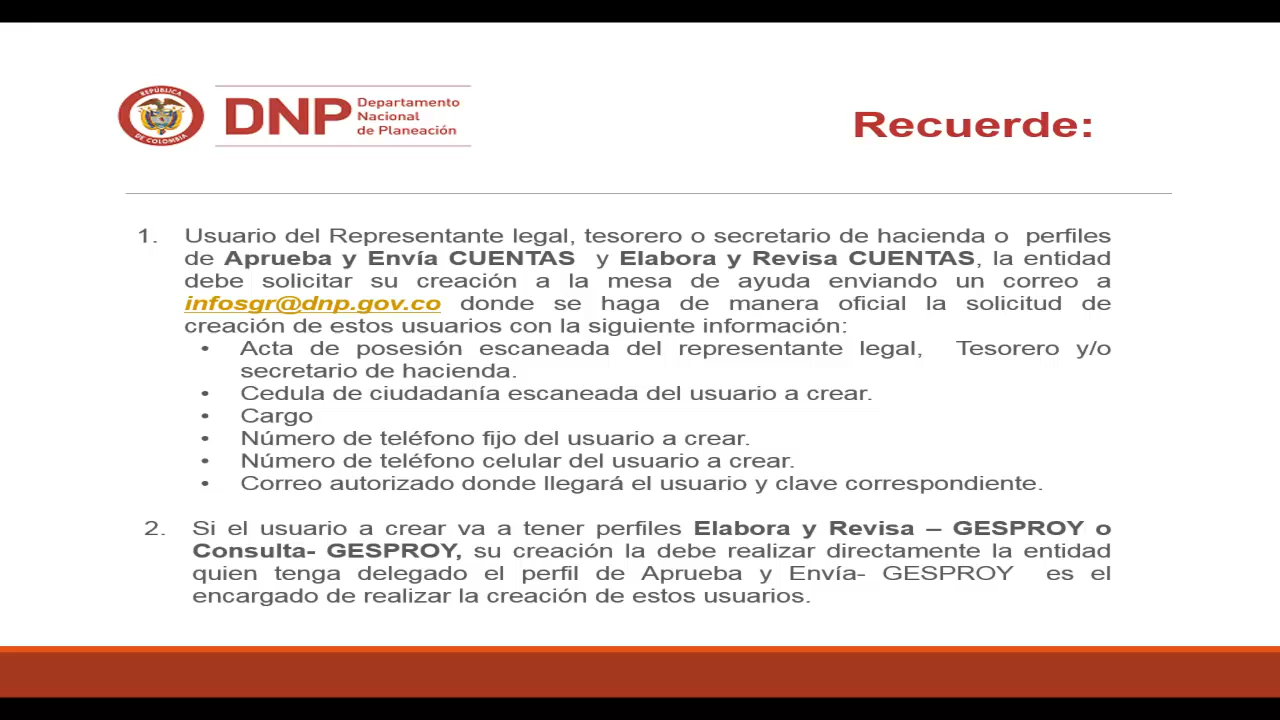 REPÚBLICA
DE COLOMBIA
DNP
Departamento
Nacional
de Planeación
Recuerde:
1. Usuario del Representante legal, tesorero o secretario de hacienda o perfiles
de Aprueba y Envía CUENTAS y Elabora y Revisa CUENTAS, la entidad
debe solicitar su creación a la mesa de ayuda enviando un correo a
infosgr@dnp.gov.co donde se haga de manera oficial la solicitud de
creación de estos usuarios con la siguiente información:
• Acta de posesión escaneada del representante legal, Tesorero y/o
secretario de hacienda.
• Cedula de ciudadanía escaneada del usuario a crear.
• Cargo
• Número de teléfono fijo del usuario a crear.
• Número de teléfono celular del usuario a crear.
• Correo autorizado donde llegará el usuario y clave correspondiente.
2. Si el usuario a crear va a tener perfiles Elabora y Revisa – GESPROY o
Consulta- GESPROY, su creación la debe realizar directamente la entidad
quien tenga delegado el perfil de Aprueba y Envía- GESPROY es el
encargado de realizar la creación de estos usuarios.